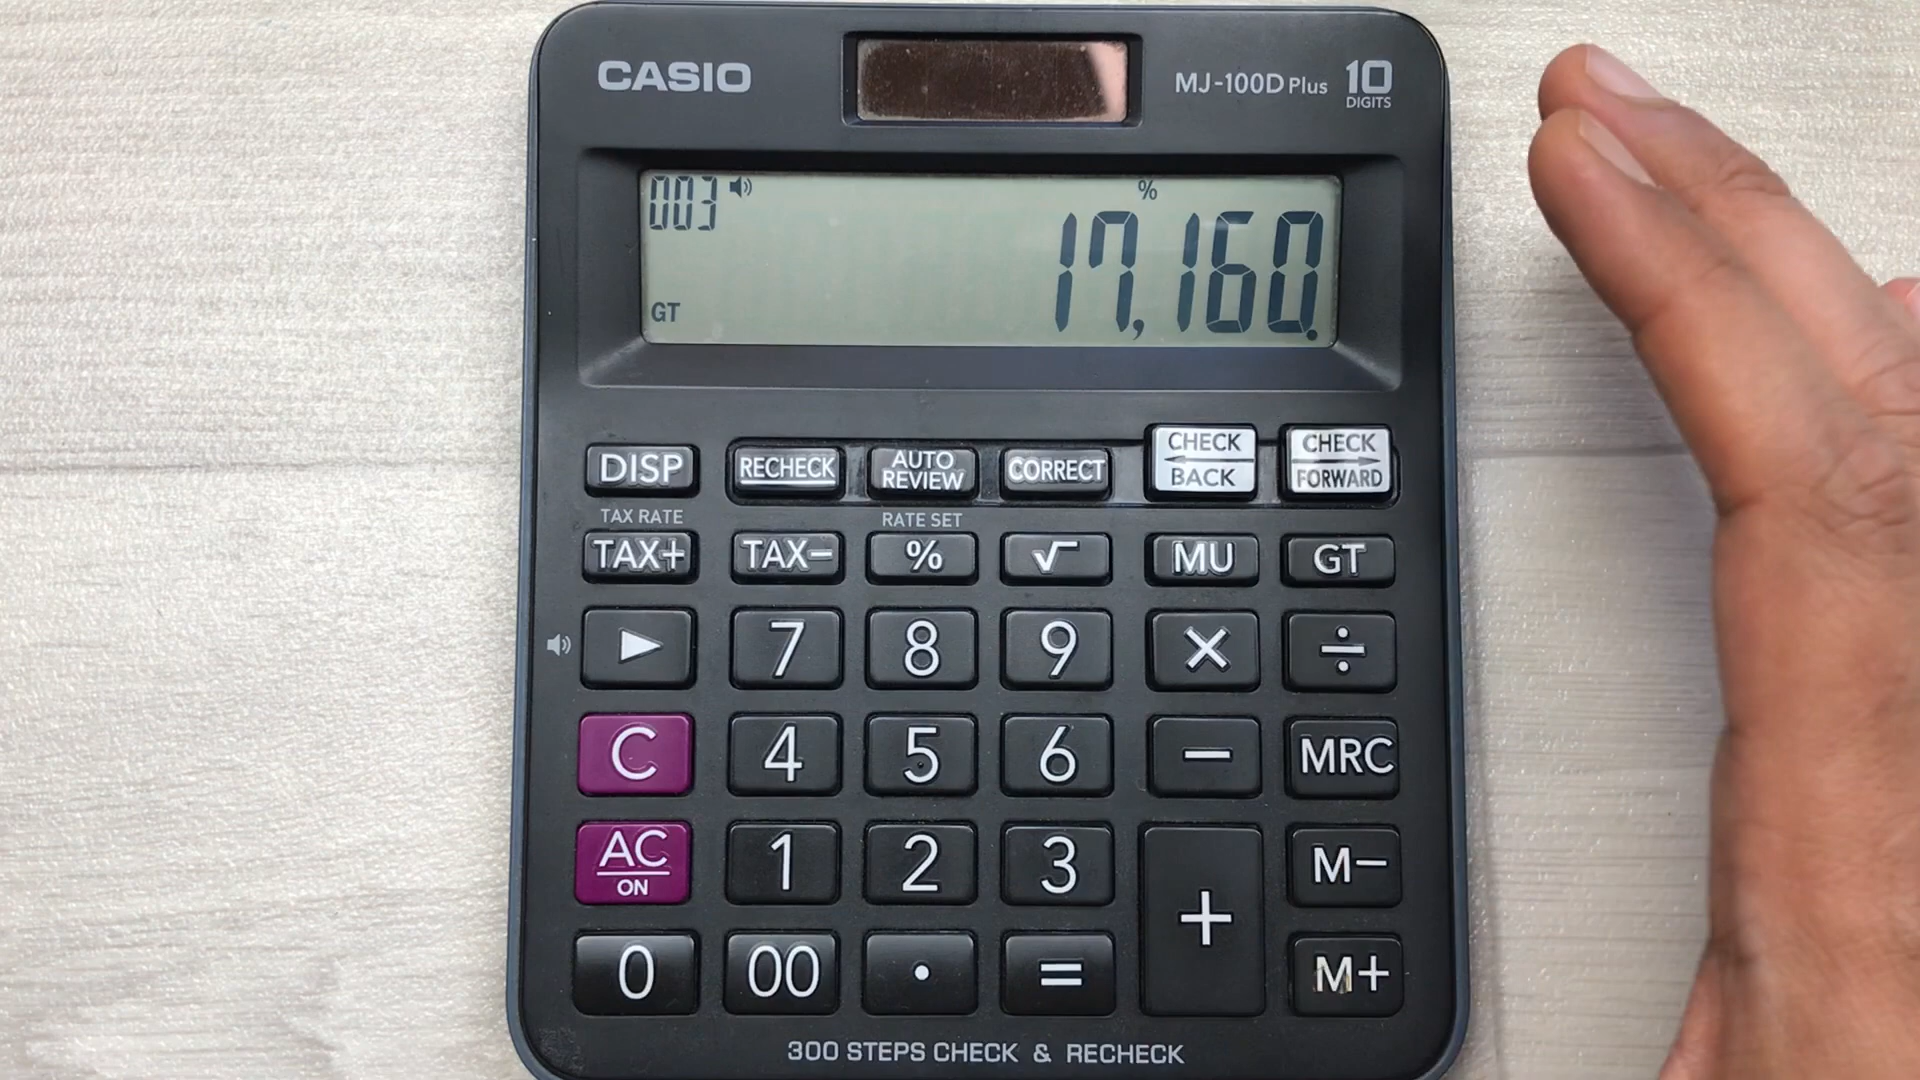 CASIO
MJ-100D Plus
10
DIGITS
003
%
17,160.
GT
DISP
RECHECK
AUTO
REVIEW
CORRECT
CHECK
BACK
CHECK
FORWARD
TAX RATE
RATE SET
TAX+
TAX−
%
√
MU
GT
▶
7
8
9
×
÷
C
4
5
6
−
MRC
AC
ON
1
2
3
+
M−
0
00
·
=
M+
300 STEPS CHECK & RECHECK